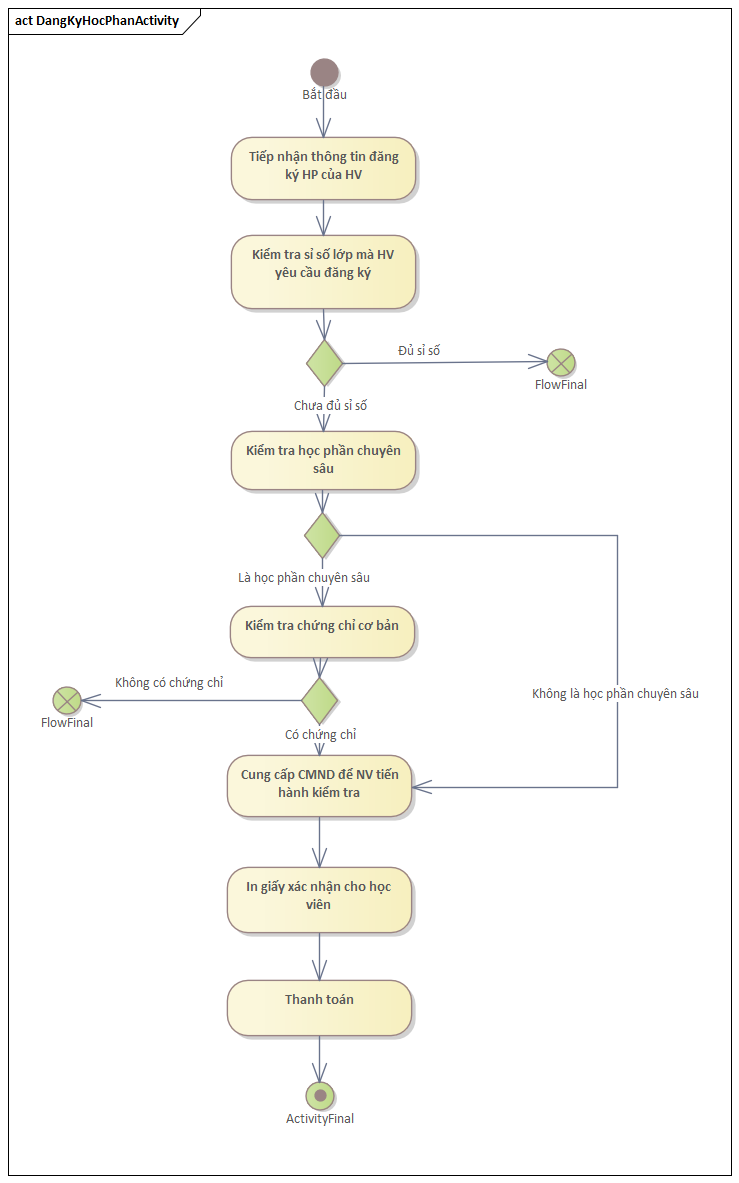 act DangKyHocPhanActivity
Bắt đầu
Tiếp nhận thông tin đăng
ký HP của HV
Kiểm tra sỉ số lớp mà HV
yêu cầu đăng ký
Đủ sỉ số
FlowFinal
Chưa đủ sỉ số
Kiểm tra học phần chuyên
sâu
Là học phần chuyên sâu
Kiểm tra chứng chỉ cơ bản
Không có chứng chỉ
Không là học phần chuyên sâu
FlowFinal
Có chứng chỉ
Cung cấp CMND để NV tiến
hành kiểm tra
In giấy xác nhận cho học
viên
Thanh toán
ActivityFinal